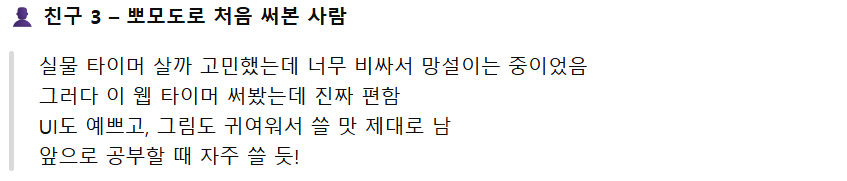 친구 3 – 뽀모도로 처음 써본 사람
실물 타이머 살까 고민했는데 너무 비싸서 망설이는 중이었음
그러다 이 웹 타이머 써봤는데 진짜 편함
UI도 예쁘고, 그림도 귀여워서 쓸 맛 제대로 남
앞으로 공부할 때 자주 쓸 듯!